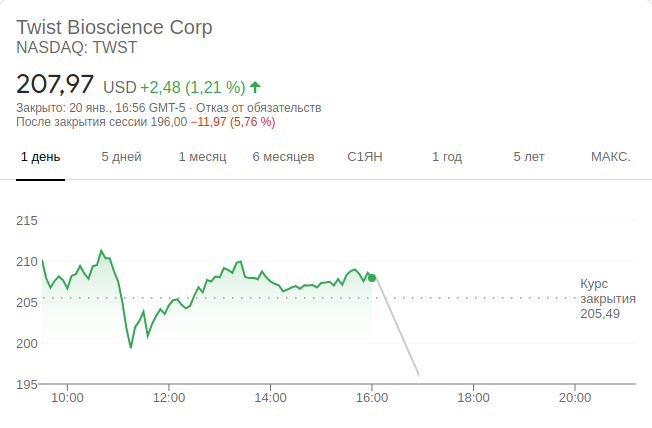 Twist Bioscience Corp
NASDAQ: TWST
207,97 USD +2,48 (1,21 %)
Закрыто: 20 янв., 16:56 GMT-5 · Отказ от обязательств
После закрытия сессии 196,00 −11,97 (5,76 %)
1 день 5 дней 1 месяц 6 месяцев С1ЯН 1 год 5 лет МАКС.
215
210
205
200
195
Курс
закрытия
205,49
10:00 12:00 14:00 16:00 18:00 20:00